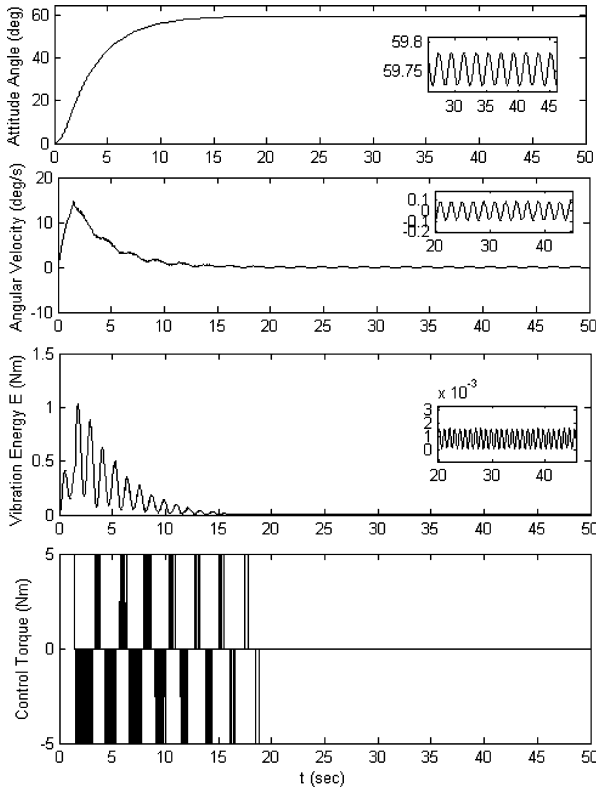 Attitude Angle (deg)
60
40
20
0
59.8
59.75
30 35 40 45
0 5 10 15 20 25 30 35 40 45 50
Angular Velocity (deg/s)
20
10
0
-10
0.1
0
-0.1
-0.2
20 30 40
0 5 10 15 20 25 30 35 40 45 50
Vibration Energy E (Nm)
1.5
1
0.5
0
x 10-3
3
2
1
0
20 30 40
0 5 10 15 20 25 30 35 40 45 50
Control Torque (Nm)
5
0
-5
0 5 10 15 20 25 30 35 40 45 50
t (sec)